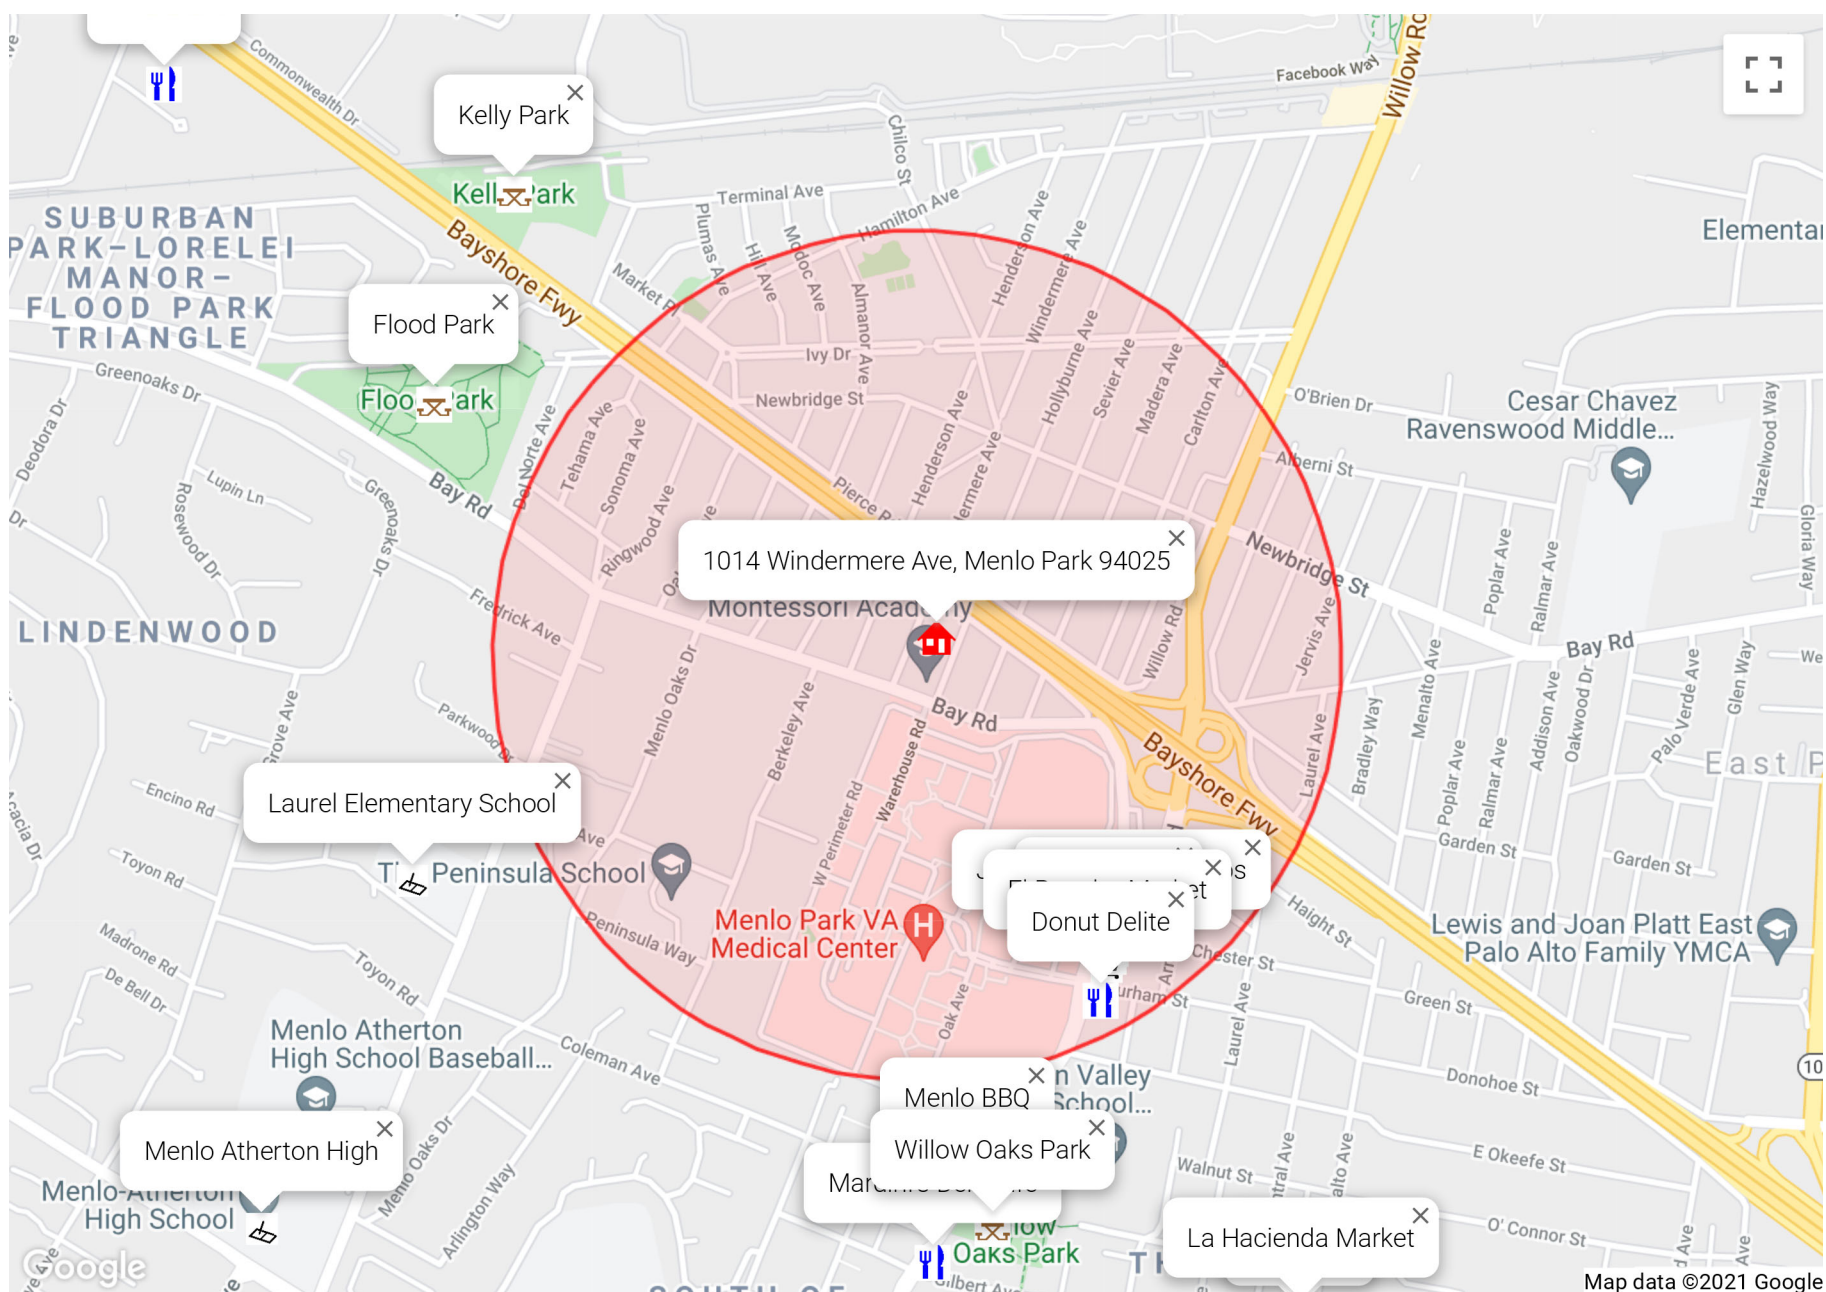 Commonwealth Dr
Facebook Way
Willow Rd
Kelly Park
Chilco St
Terminal Ave
Hamilton Ave
Plumas Ave
Hill Ave
Modoc Ave
Henderson Ave
Windermere Ave
SUBURBAN
PARK–LORELEI
MANOR–
FLOOD PARK
TRIANGLE
Bayshore Fwy
Market Pl
Almanor Ave
Flood Park
Ivy Dr
Hollyburne Ave
Sevier Ave
Madera Ave
Carlton Ave
Greenoaks Dr
Newbridge St
O'Brien Dr
Cesar Chavez
Ravenswood Middle...
Hazelwood Way
Deodora Dr
Tehama Ave
Sonoma Ave
Del Norte Ave
Henderson Ave
Alberni St
Lupin Ln
Rosewood Dr
Greenoaks Dr
Bay Rd
Ringwood Ave
Gloria Way
1014 Windermere Ave, Menlo Park 94025
Newbridge St
Poplar Ave
Ralmar Ave
LINDENWOOD
Fredrick Ave
Willow Rd
Jervis Ave
Bay Rd
Menlo Oaks Dr
Berkeley Ave
Bay Rd
Warehouse Rd
Bayshore Fwy
Laurel Ave
Bradley Way
Menalto Ave
Addison Ave
Oakwood Dr
Palo Verde Ave
Glen Way
Parkwood Dr
Encino Rd
Laurel Elementary School
W Perimeter Rd
Poplar Ave
Ralmar Ave
Garden St
Garden St
Toyon Rd
Peninsula School
Peninsula Way
Menlo Park VA
Medical Center
Donut Delite
Haight St
Lewis and Joan Platt East
Palo Alto Family YMCA
Madrone Rd
De Bell Dr
Toyon Rd
Chester St
Green St
Oak Ave
Laurel Ave
Menlo Atherton
High School Baseball...
Coleman Ave
Donohoe St
Menlo BBQ
Menlo Atherton High
Willow Oaks Park
Menlo Oaks Dr
Arlington Way
Walnut St
E Okeefe St
Menlo-Atherton
High School
La Hacienda Market
O' Connor St
Oaks Park
Gilbert Ave
Google
Map data ©2021 Google